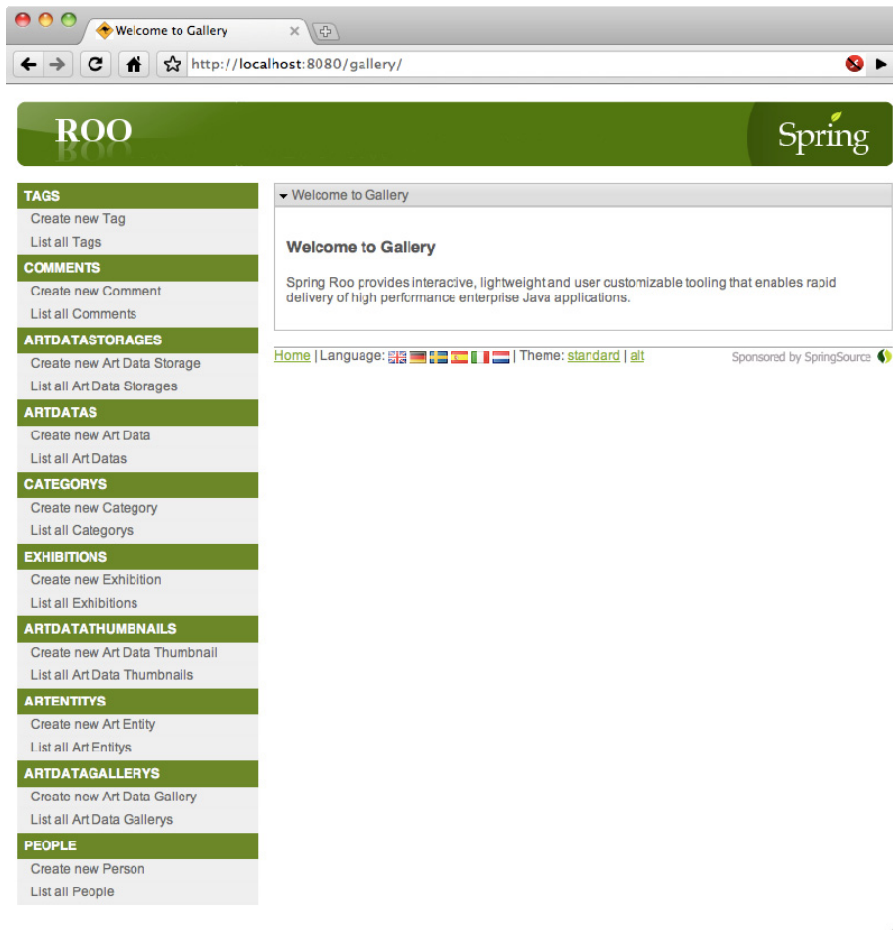 Welcome to Gallery
http://localhost:8080/gallery/
ROO
Spring
TAGS
Create new Tag
List all Tags
COMMENTS
Create new Comment
List all Comments
ARTDATASTORAGES
Create new Art Data Storage
List all Art Data Storages
ARTDATAS
Create new Art Data
List all Art Datas
CATEGORYS
Create new Category
List all Categorys
EXHIBITIONS
Create new Exhibition
List all Exhibitions
ARTDATATHUMBNAILS
Create new Art Data Thumbnail
List all Art Data Thumbnails
ARTENTITYS
Create new Art Entity
List all Art Entitys
ARTDATAGALLERYS
Create new Art Data Gallery
List all Art Data Gallerys
PEOPLE
Create new Person
List all People
Welcome to Gallery
Welcome to Gallery
Spring Roo provides interactive, lightweight and user customizable tooling that enables rapid
delivery of high performance enterprise Java applications.
Home | Language: | Theme: standard | alt
Sponsored by SpringSource